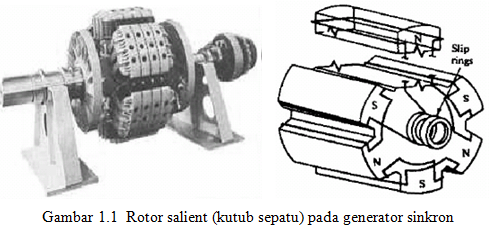 N
Slip
rings
S
S
N
N
S
Gambar 1.1 Rotor salient (kutub sepatu) pada generator sinkron